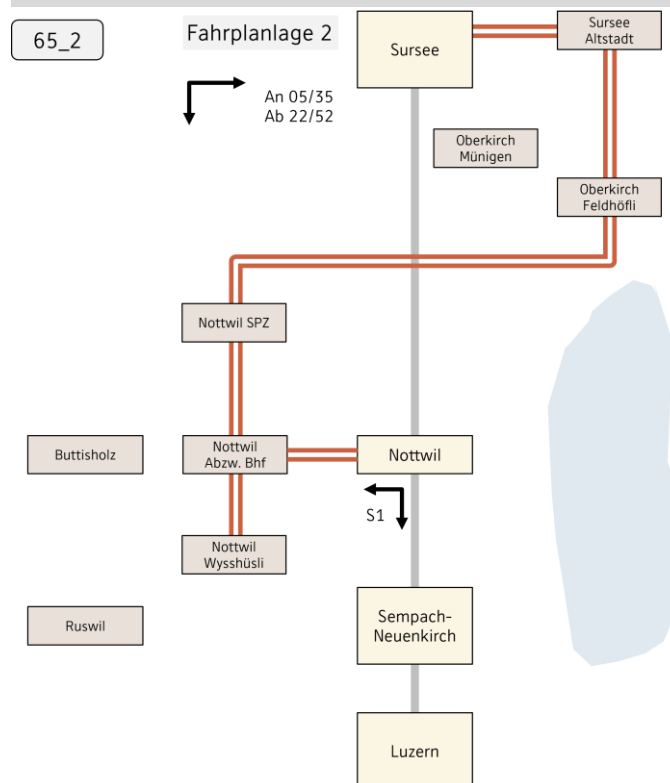 65_2
Fahrplanlage 2
An 05/35
Ab 22/52
Sursee
Sursee
Altstadt
Oberkirch
Münigen
Oberkirch
Feldhöfli
Nottwil SPZ
Buttisholz
Nottwil
Abzw. Bhf
Nottwil
S1
Nottwil
Wysshüsli
Ruswil
Sempach-
Neuenkirch
Luzern